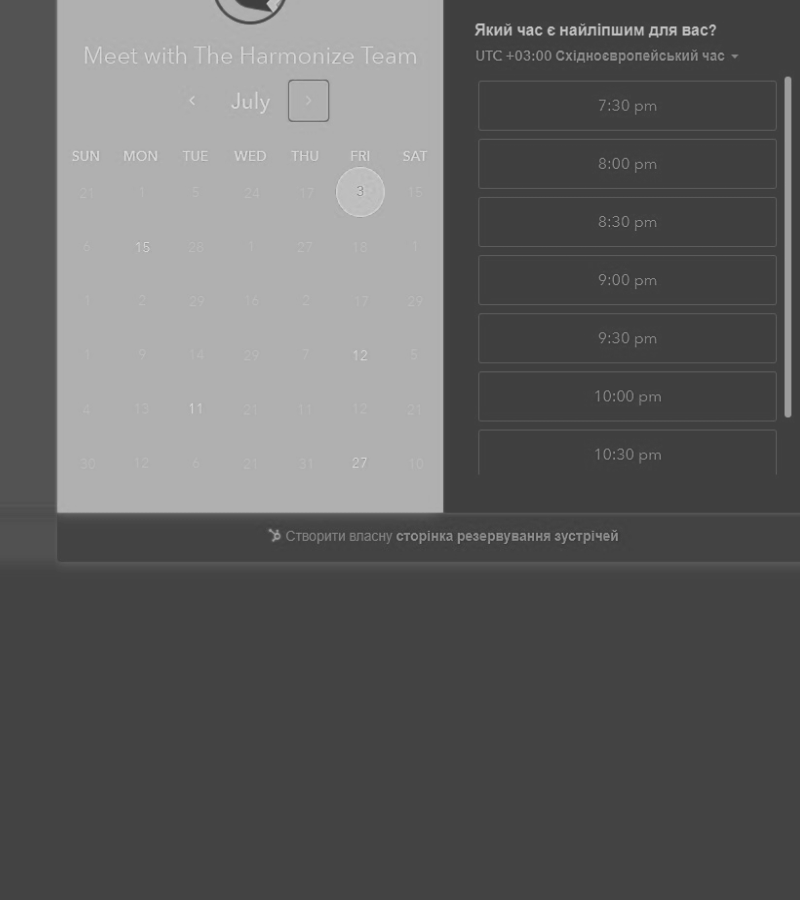 Meet with The Harmonize Team
July
SUN MON TUE WED THU FRI SAT
21 1 5 24 17 3 15
6 15 28 1 27 18 1
1 2 29 16 2 17 29
1 9 14 29 7 12 5
4 13 11 21 11 12 21
30 12 6 21 31 27 10
Який час є найліпшим для вас?
UTC +03:00 Східноєвропейський час
7:30 pm
8:00 pm
8:30 pm
9:00 pm
9:30 pm
10:00 pm
10:30 pm
Створити власну сторінка резервування зустрічей